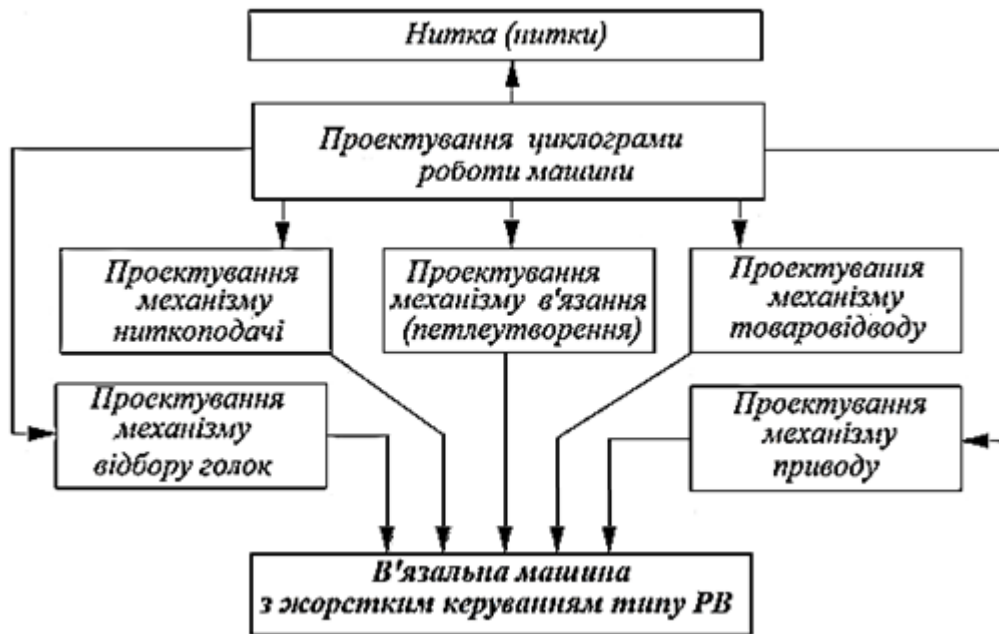 Нитка (нитки)
Проектування циклограми
роботи машини
Проектування
механізму
ниткоподачі
Проектування
механізму в'язання
(петлеутворення)
Проектування
механізму
товаровідводу
Проектування
механізму
відбору голок
Проектування
механізму
приводу
В'язальна машина
з жорстким керуванням типу РВ